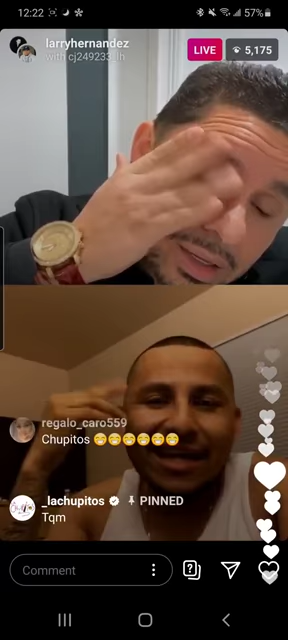 12:22
57%
larryhernandez
LIVE
5,175
with cj249233_lh
regalo_caro559
Chupitos 😷😷😷😷😷😷
_lachupitos PINNED
Tqm
Comment